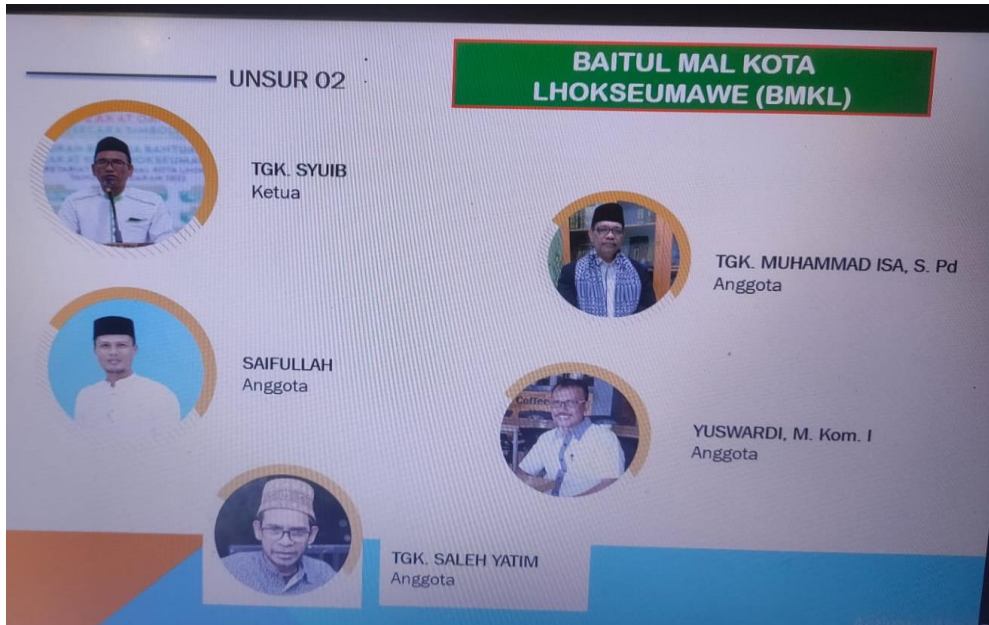 UNSUR 02
BAITUL MAL KOTA
LHOKSEUMAWE (BMKL)
TGK. SYUIB
Ketua
TGK. MUHAMMAD ISA, S. Pd
Anggota
SAIFULLAH
Anggota
Coffee
YUSWARDI, M. Kom. I
Anggota
TGK. SALEH YATIM
Anggota